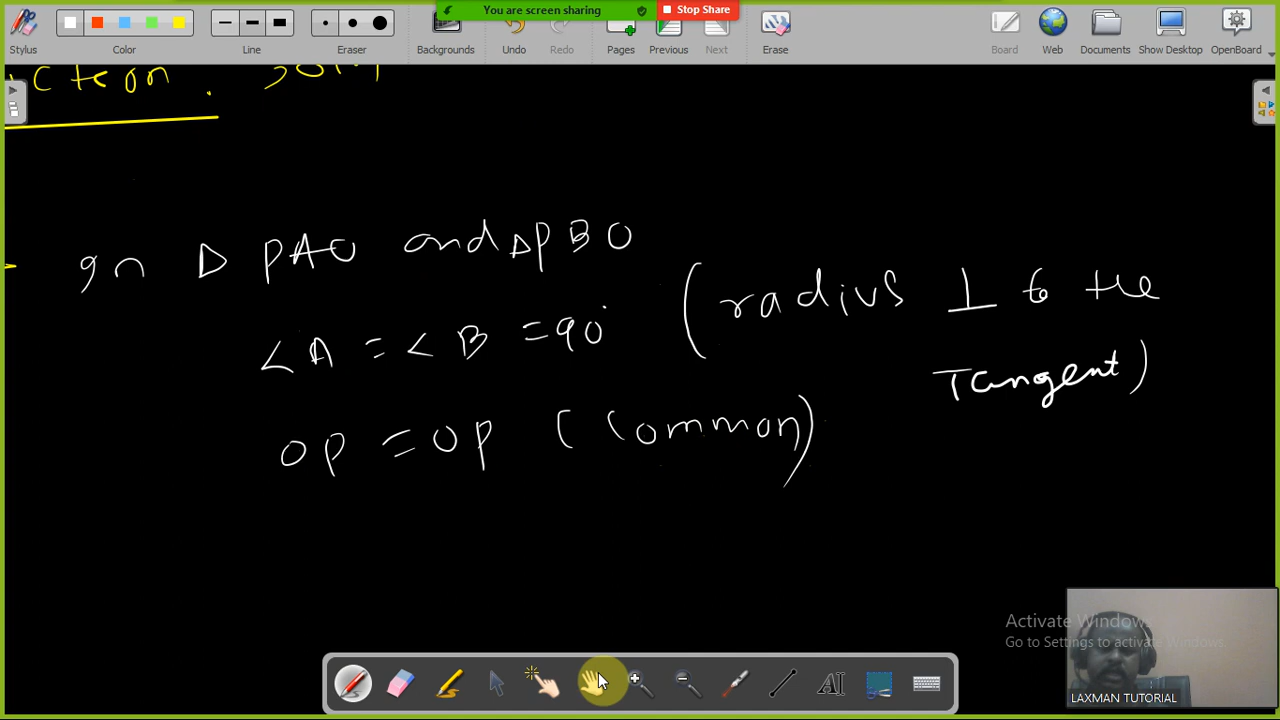 You are screen sharing Stop Share
Stylus Color Line Eraser Backgrounds Undo Redo Pages Previous Next Erase Board Web Documents Show Desktop OpenBoard
In Δ PAO and Δ PBO
∠A = ∠B = 90° (radius ⊥ to the
Tangent)
OP = OP (Common)
Activate Windows
Go to Settings to activate Windows.
LAXMAN TUTORIAL